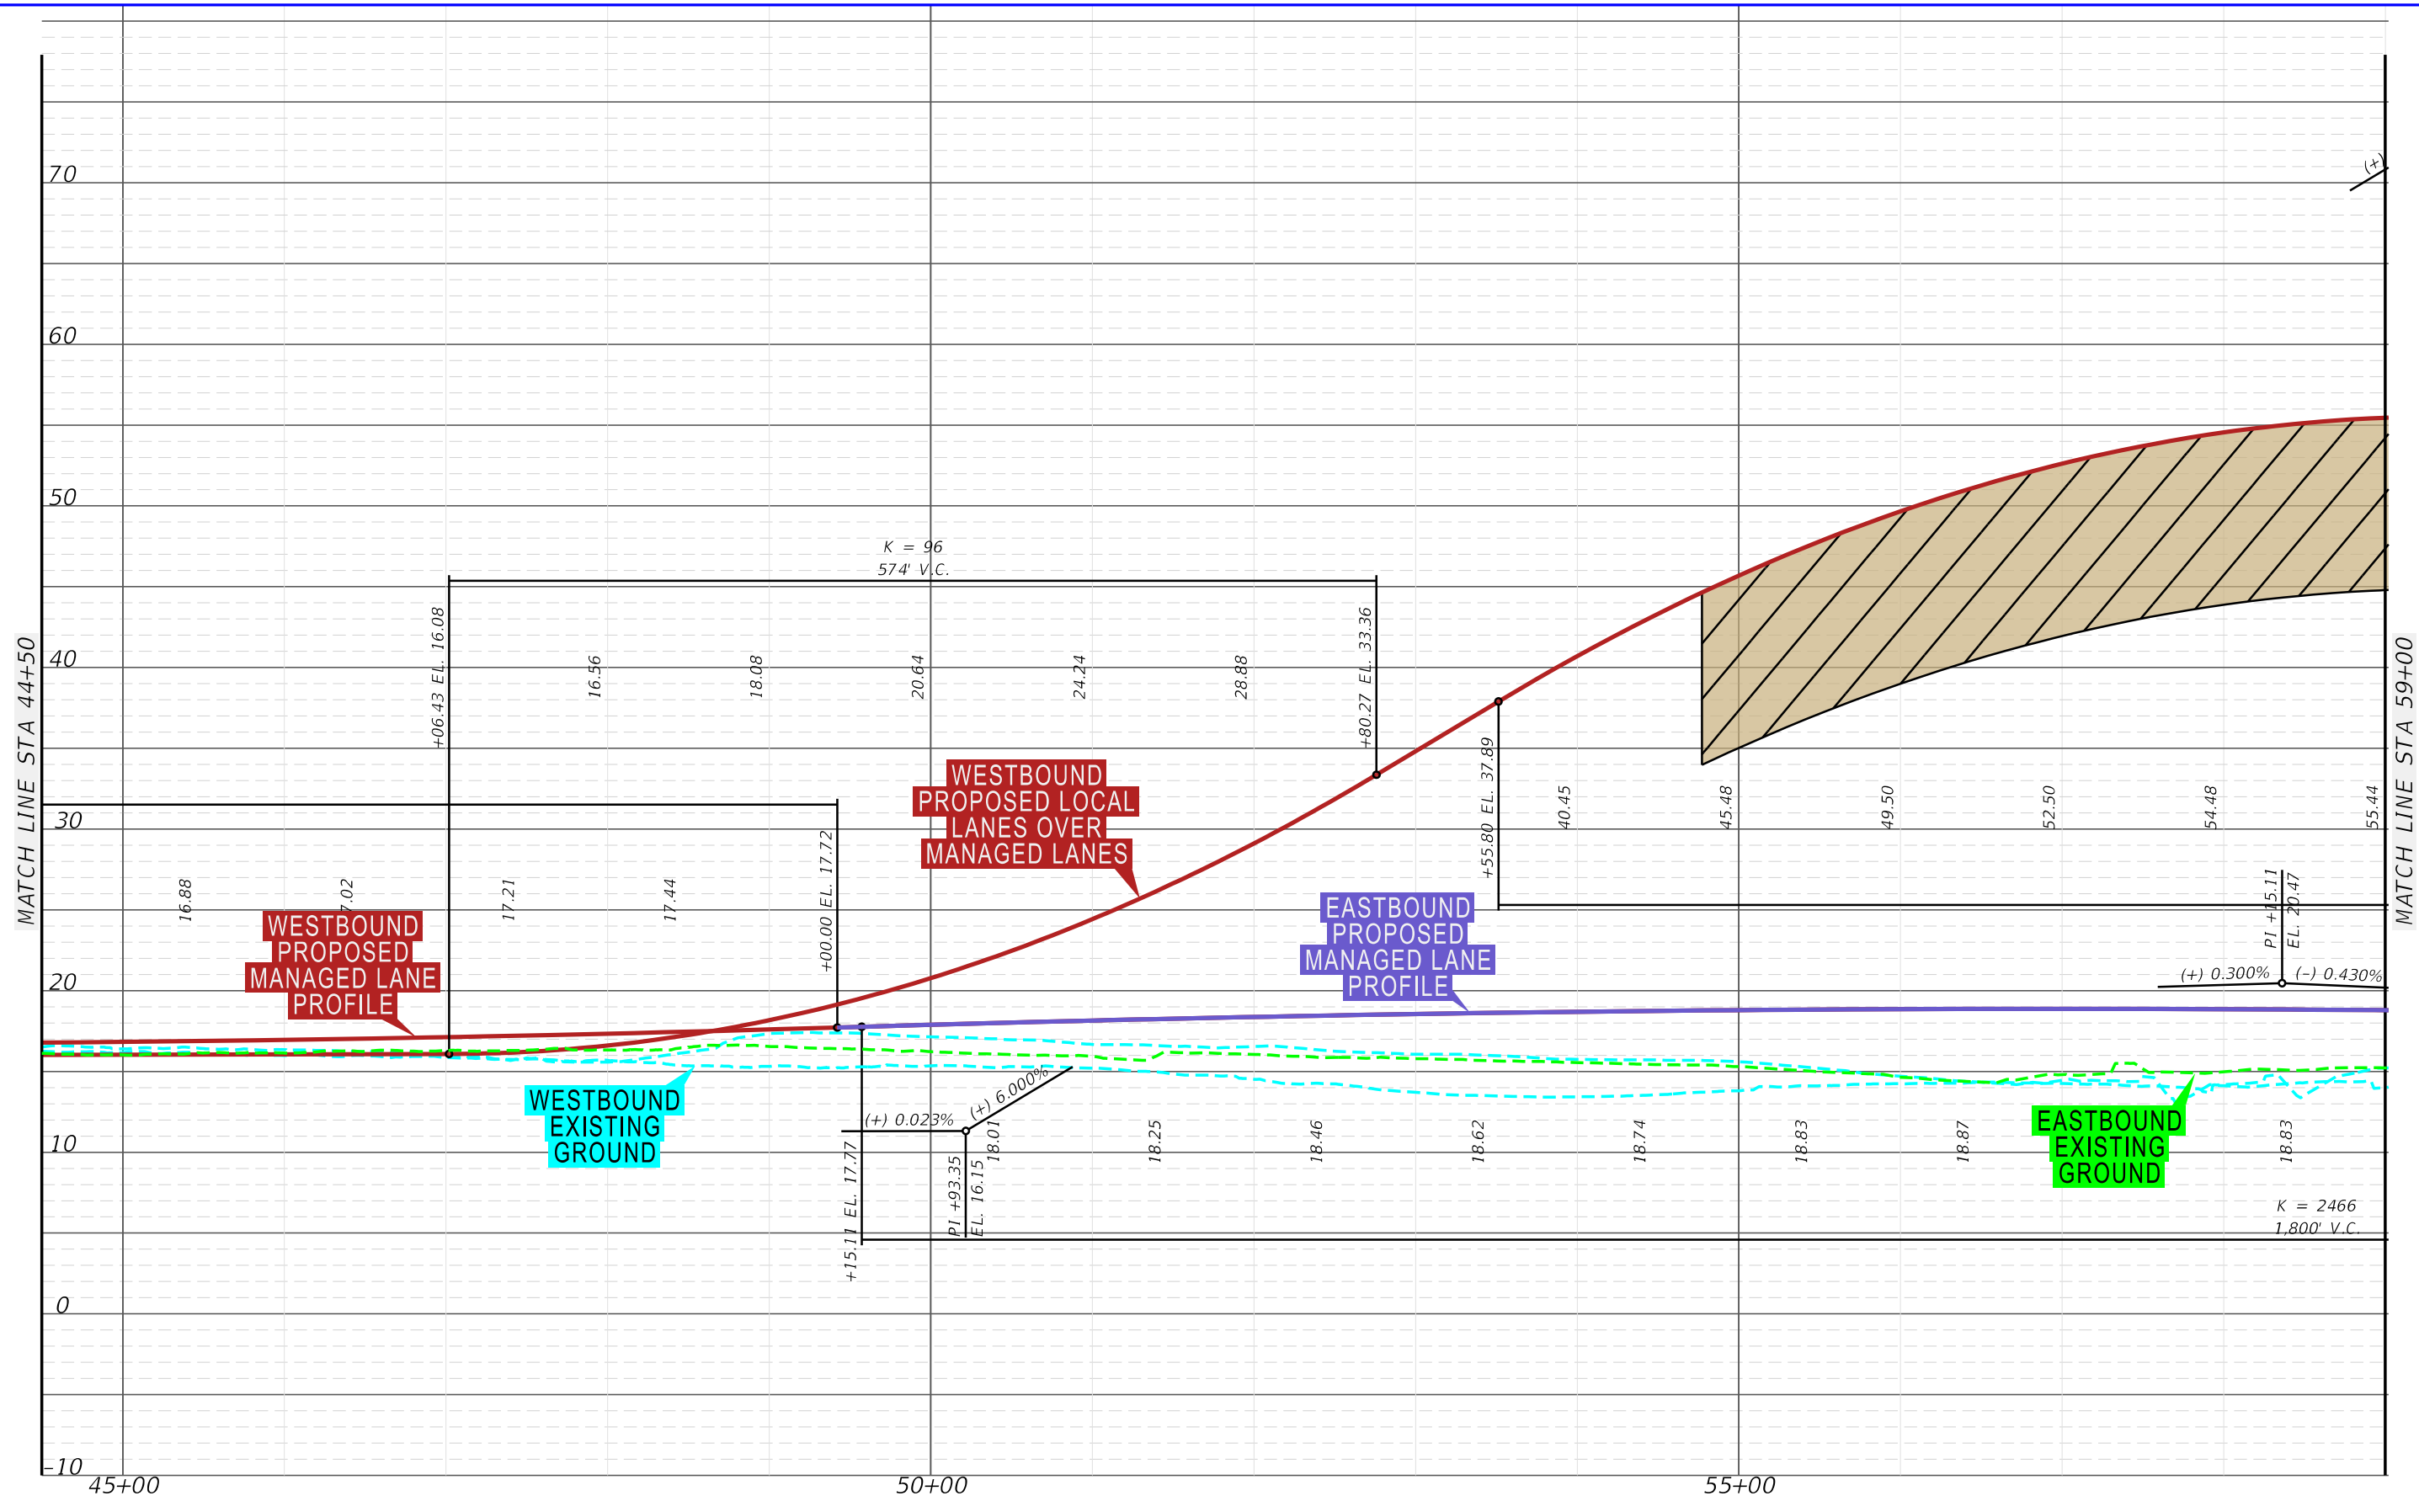 (+)
70
60
50
40
30
20
10
0
-10
MATCH LINE STA 44+50
MATCH LINE STA 59+00
K = 96
574' V.C.
+06.43 EL. 16.08
16.56
18.08
20.64
24.24
28.88
+80.27 EL. 33.36
+55.80 EL. 37.89
40.45
45.48
49.50
52.50
54.48
55.44
WESTBOUND
PROPOSED LOCAL
LANES OVER
MANAGED LANES
16.88
7.02
17.21
17.44
+00.00 EL. 17.72
WESTBOUND
PROPOSED
MANAGED LANE
PROFILE
EASTBOUND
PROPOSED
MANAGED LANE
PROFILE
PI +15.11
EL. 20.47
(+) 0.300%
(-) 0.430%
WESTBOUND
EXISTING
GROUND
(+) 0.023%
(+) 6.000%
+15.11 EL. 17.77
PI +93.35
EL. 16.15
18.01
18.25
18.46
18.62
18.74
18.83
18.87
18.83
EASTBOUND
EXISTING
GROUND
K = 2466
1,800' V.C.
45+00
50+00
55+00